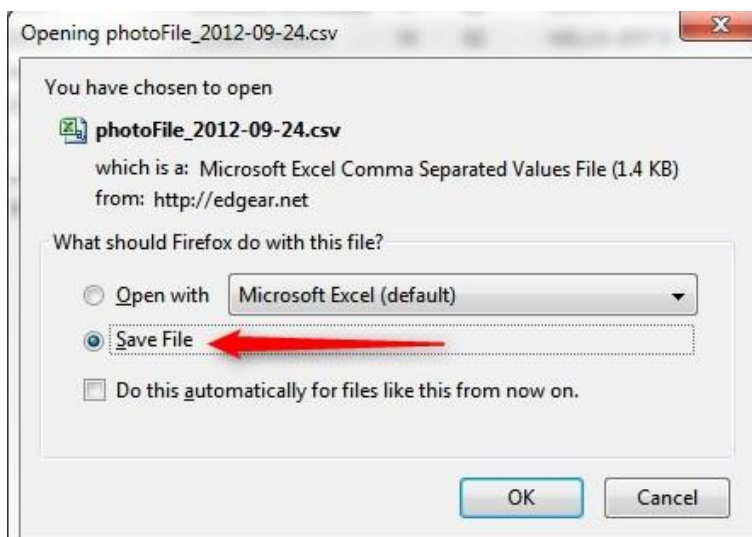 Opening photoFile_2012-09-24.csv
You have chosen to open
photoFile_2012-09-24.csv
which is a: Microsoft Excel Comma Separated Values File (1.4 KB)
from: http://edgear.net
What should Firefox do with this file?
Open with Microsoft Excel (default)
Save File
Do this automatically for files like this from now on.
OK Cancel